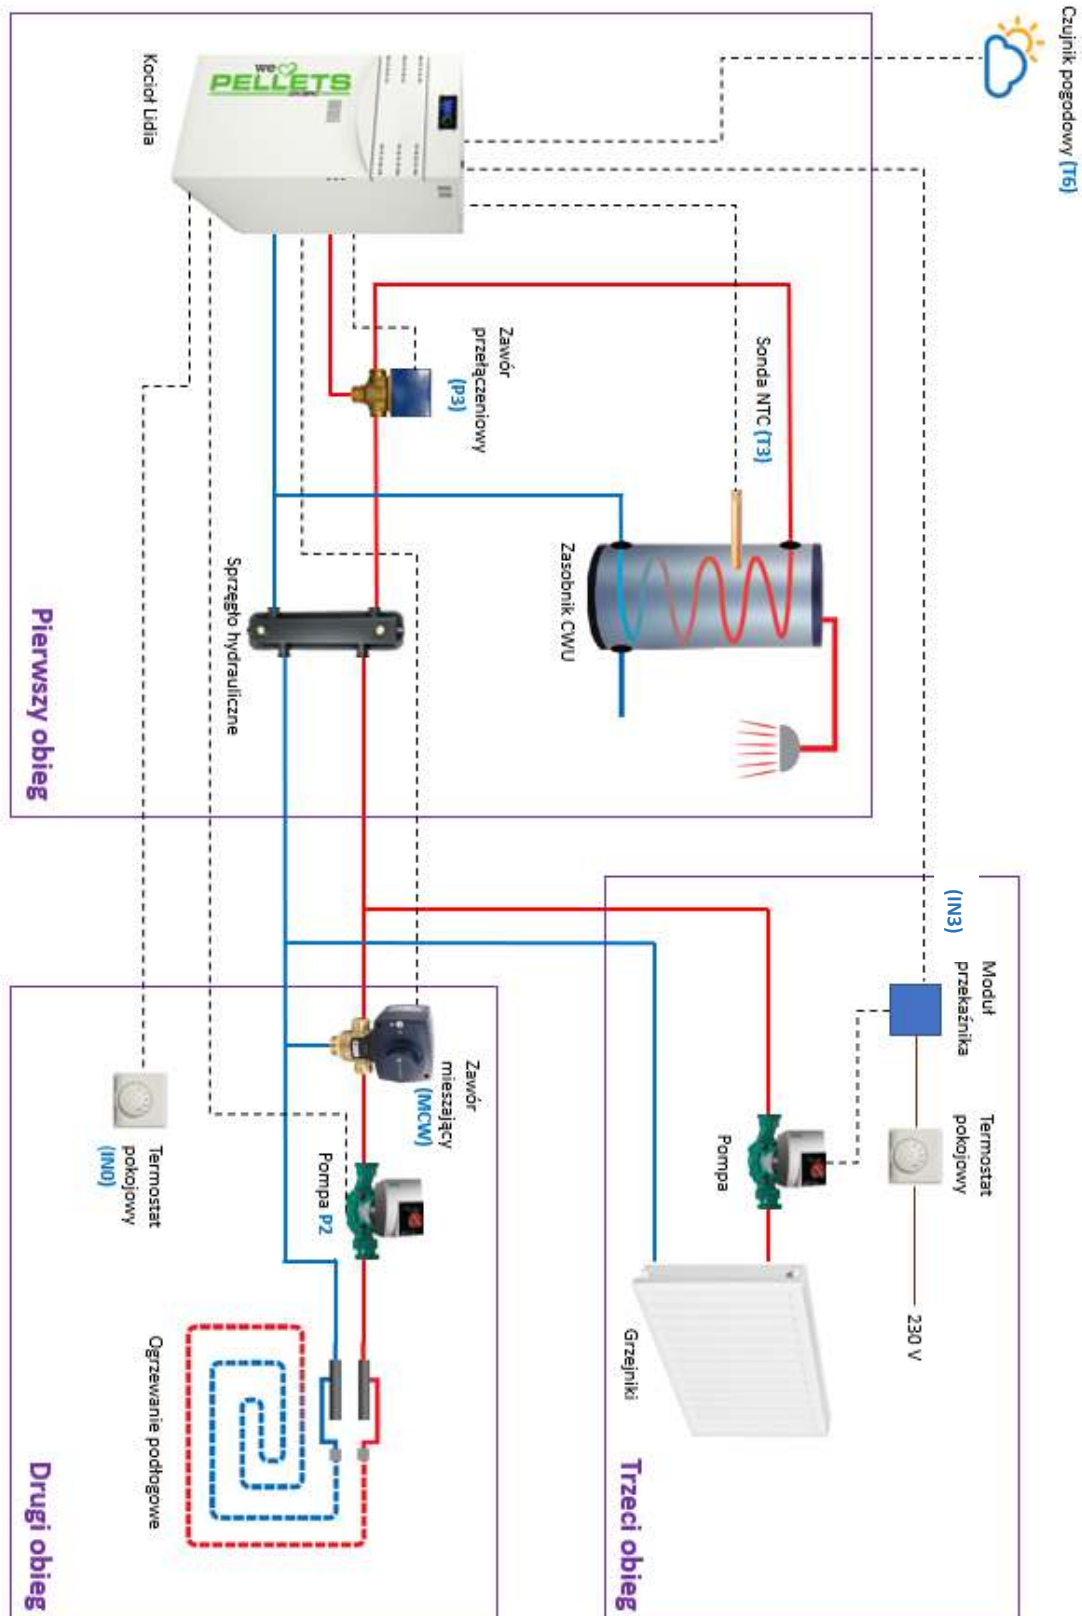 Czujnik pogodowy (T6)
we
PELLETS
Kocioł Lidia
Zawór
przełączeniowy
(P3)
Sonda NTC (T3)
Zasobnik CWU
Sprzęgło hydrauliczne
Pierwszy obieg
(IN3)
Moduł
przekaźnika
Termostat
pokojowy
230 V
Pompa
Grzejniki
Trzeci obieg
Zawór
mieszający
(MCW)
Pompa P2
Termostat
pokojowy
(IN0)
Ogrzewanie podłogowe
Drugi obieg